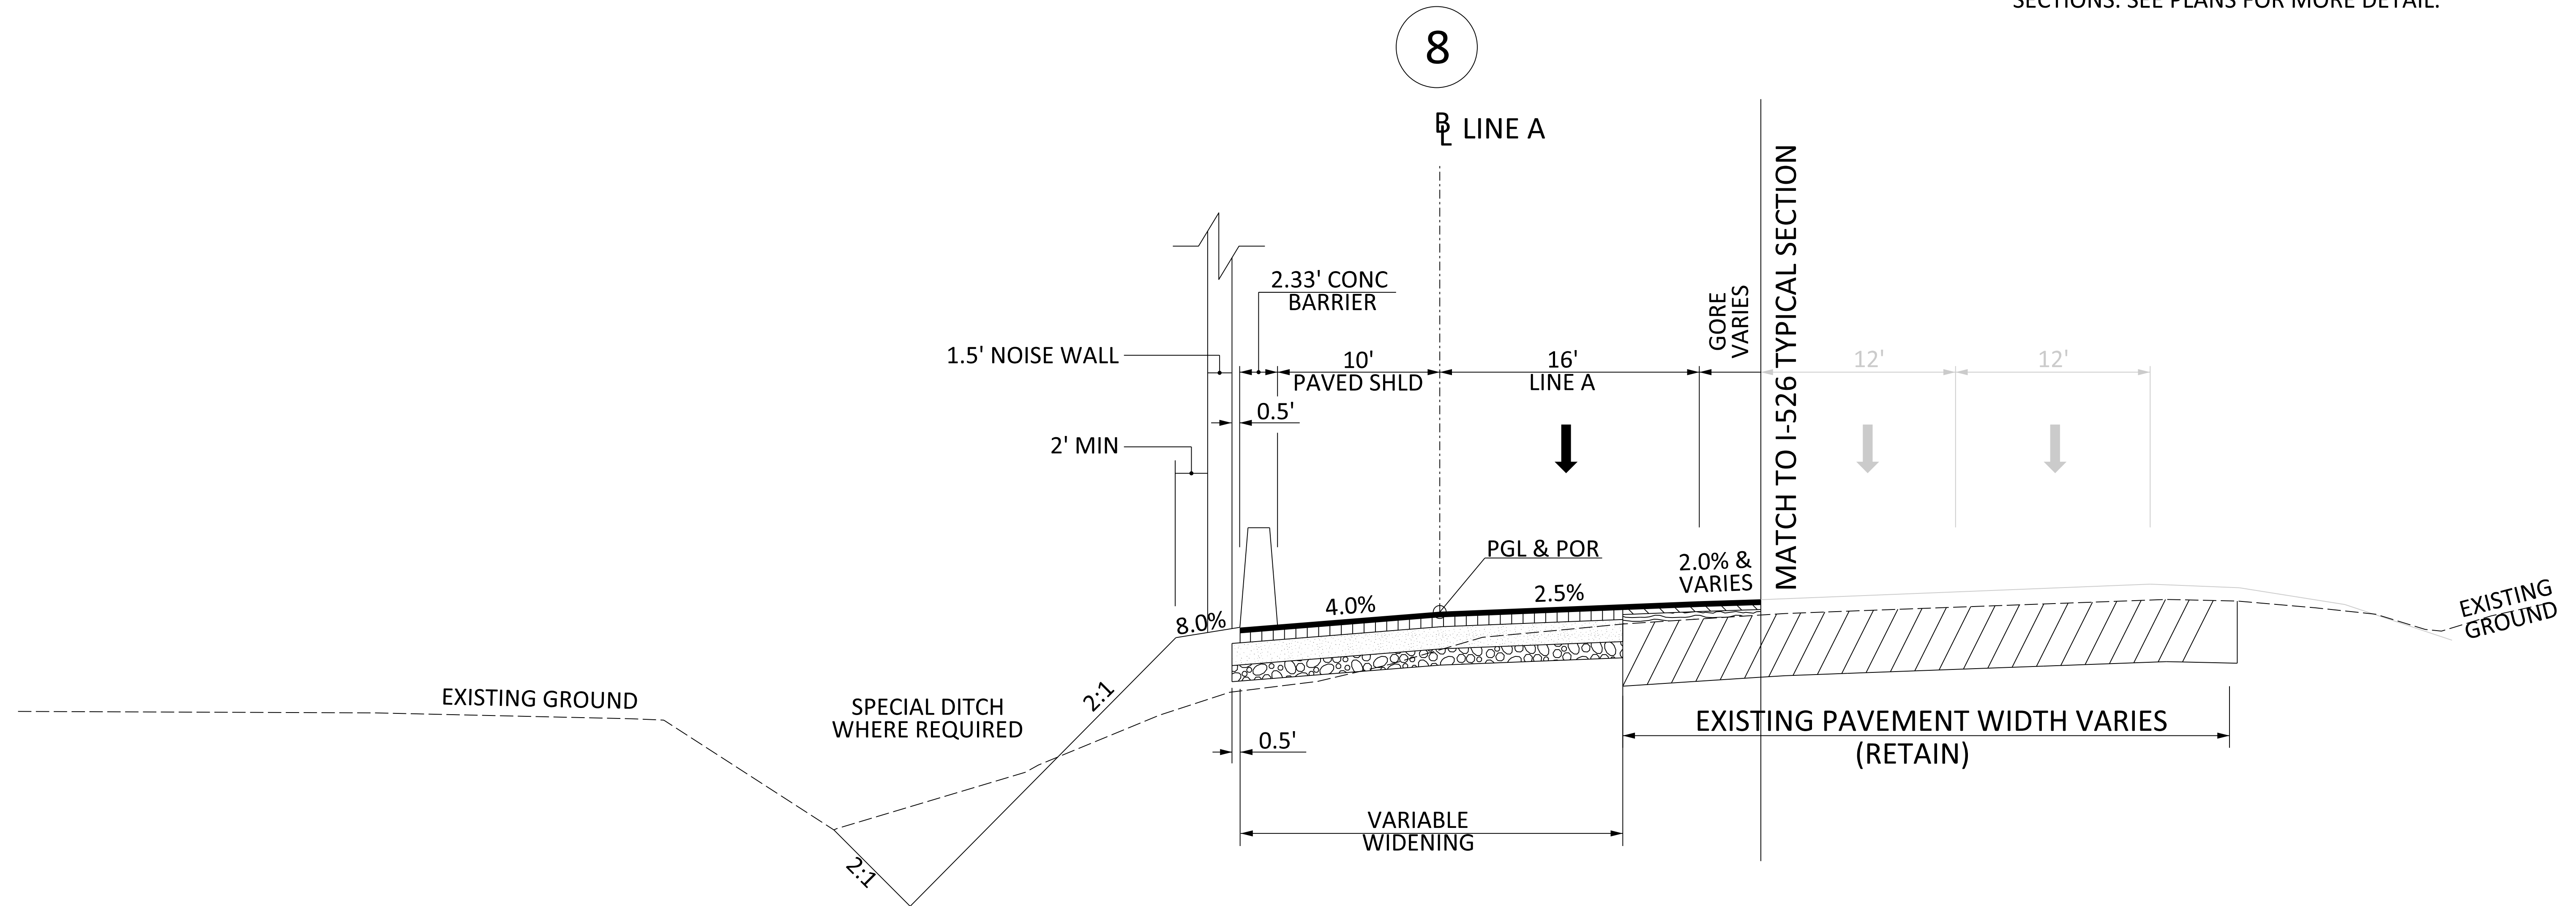 SECTIONS. SEE PLANS FOR MORE DETAIL.
8
BL LINE A
MATCH TO I-526 TYPICAL SECTION
2.33' CONC
BARRIER
GORE
VARIES
1.5' NOISE WALL
10'
PAVED SHLD
16'
LINE A
12'
12'
0.5'
2' MIN
PGL & POR
2.0% &
VARIES
8.0%
4.0%
2.5%
EXISTING
GROUND
EXISTING GROUND
SPECIAL DITCH
WHERE REQUIRED
2:1
EXISTING PAVEMENT WIDTH VARIES
(RETAIN)
0.5'
VARIABLE
WIDENING
2:1